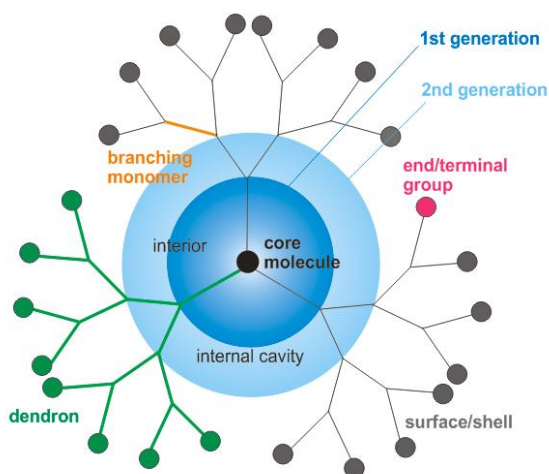 1st generation
2nd generation
branching
monomer
end/terminal
group
interior
core
molecule
internal cavity
dendron
surface/shell